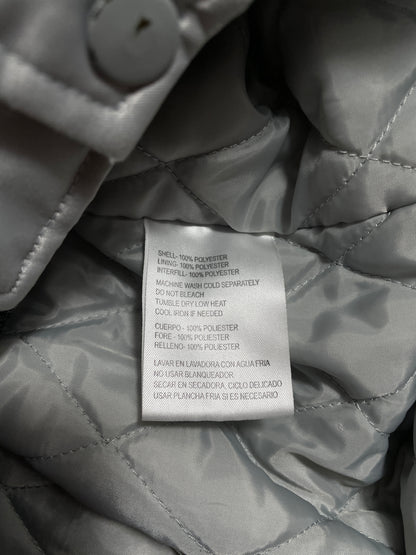 SHELL- 100% POLYESTER
LINING- 100% POLYESTER
INTERFILL- 100% POLYESTER
MACHINE WASH COLD SEPARATELY
DO NOT BLEACH
TUMBLE DRY LOW HEAT
COOL IRON IF NEEDED
CUERPO - 100% POLIESTER
FORE - 100% POLIESTER
RELLENO- 100% POLIESTER
LAVAR EN LAVADORA CON AGUA FRIA
NO USAR BLANQUEADOR
SECAR EN SECADORA, CICLO DELICADO
USAR PLANCHA FRIA SI ES NECESARIO